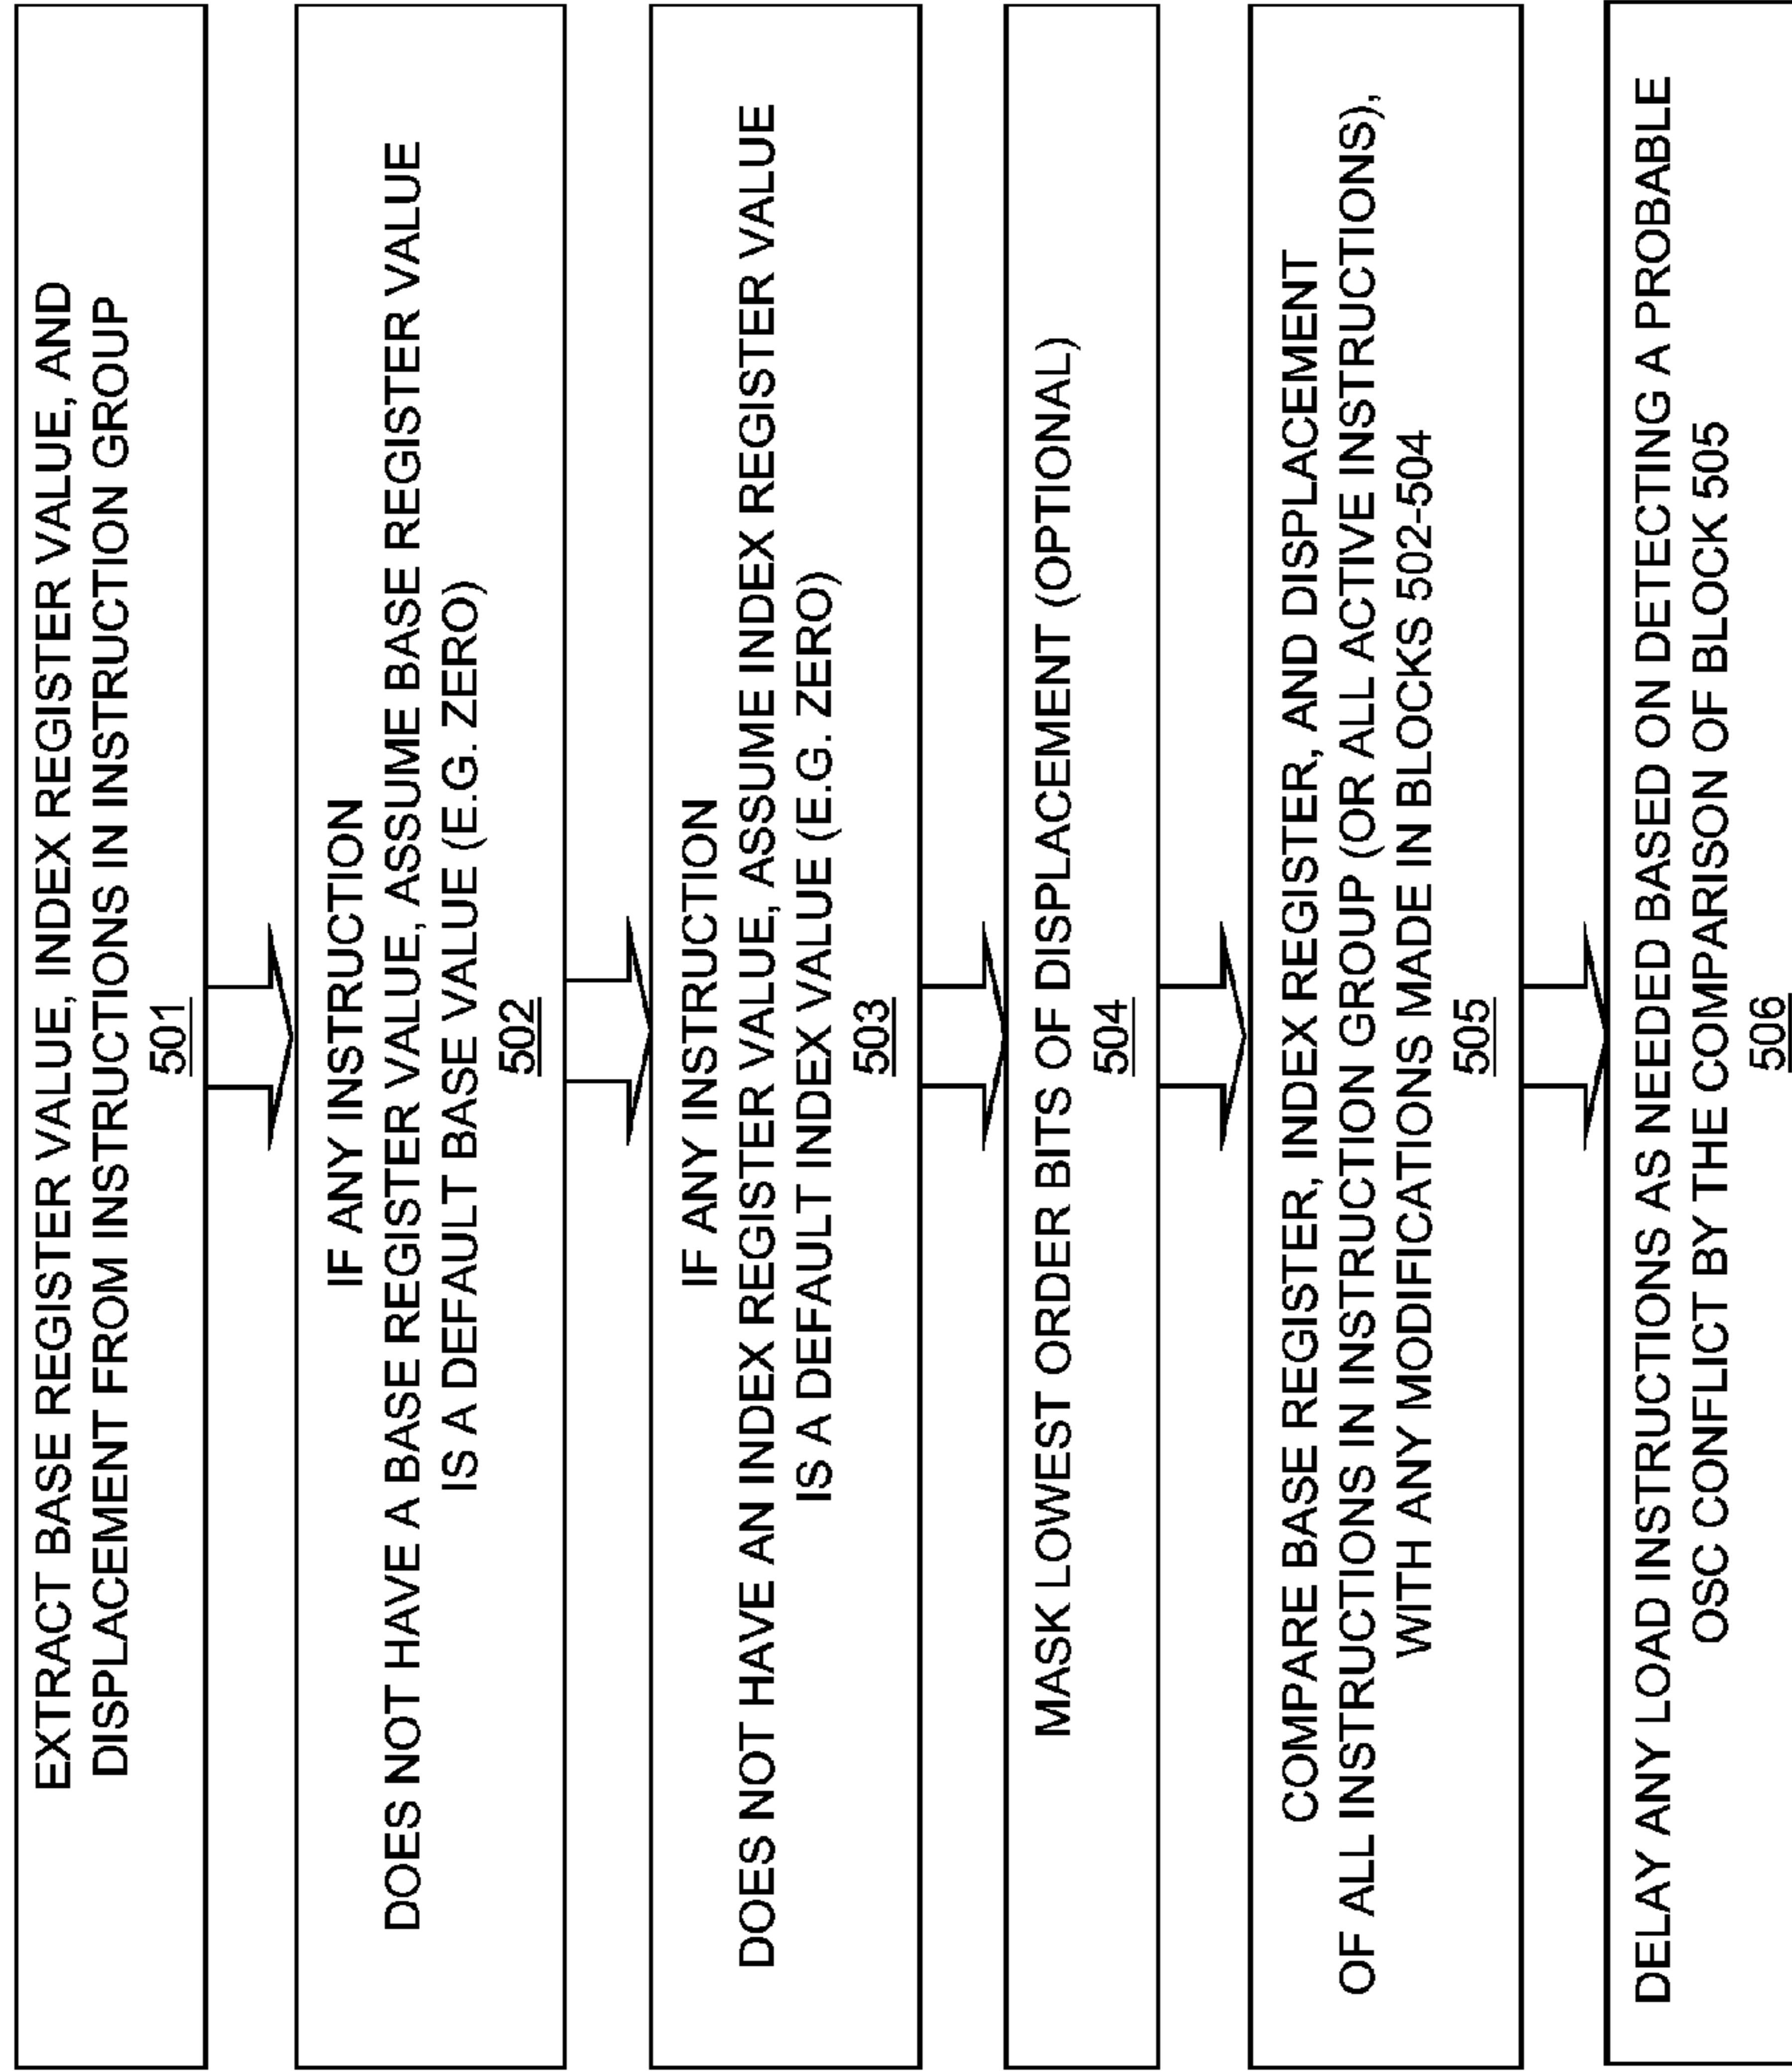 EXTRACT BASE REGISTER VALUE, INDEX REGISTER VALUE, AND
DISPLACEMENT FROM INSTRUCTIONS IN INSTRUCTION GROUP
501
IF ANY INSTRUCTION
DOES NOT HAVE A BASE REGISTER VALUE, ASSUME BASE REGISTER VALUE
IS A DEFAULT BASE VALUE (E.G. ZERO)
502
IF ANY INSTRUCTION
DOES NOT HAVE AN INDEX REGISTER VALUE, ASSUME INDEX REGISTER VALUE
IS A DEFAULT INDEX VALUE (E.G. ZERO)
503
MASK LOWEST ORDER BITS OF DISPLACEMENT (OPTIONAL)
504
COMPARE BASE REGISTER, INDEX REGISTER, AND DISPLACEMENT
OF ALL INSTRUCTIONS IN INSTRUCTION GROUP (OR ALL ACTIVE INSTRUCTIONS),
WITH ANY MODIFICATIONS MADE IN BLOCKS 502-504
505
DELAY ANY LOAD INSTRUCTIONS AS NEEDED BASED ON DETECTING A PROBABLE
OSC CONFLICT BY THE COMPARISON OF BLOCK 505
506